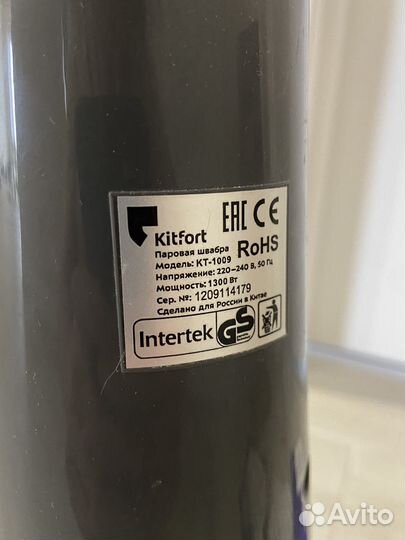 Kitfort
EAC CE
Паровая швабра
RoHS
Модель: КТ-1009
Напряжение: 220–240 В, 50 Гц
Мощность: 1300 Вт
Сер. №: 1209114179
Сделано для России в Китае
Intertek GS
Avito